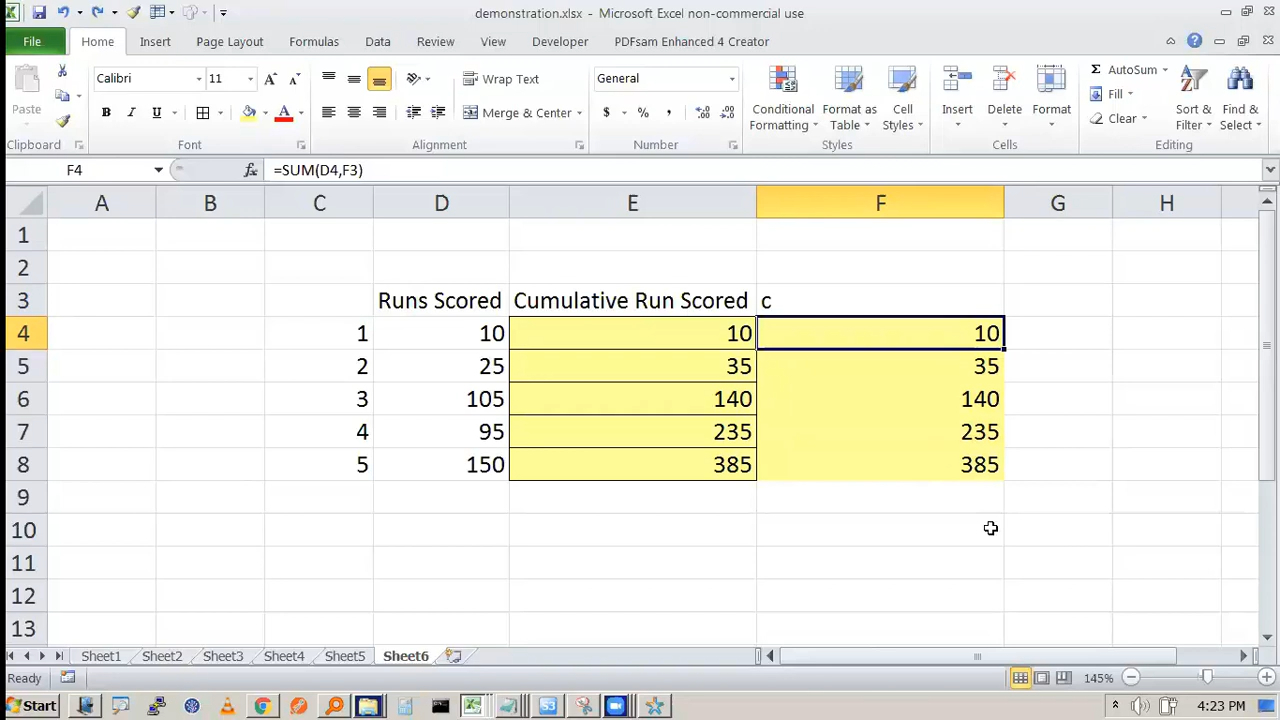 demonstration.xlsx - Microsoft Excel non-commercial use
File Home Insert Page Layout Formulas Data Review View Developer PDFsam Enhanced 4 Creator
Paste
Calibri 11
Wrap Text
Merge & Center
General
$ % ,
Conditional Formatting
Format as Table
Cell Styles
Insert
Delete
Format
AutoSum
Fill
Clear
Sort & Filter
Find & Select
Clipboard Font Alignment Number Styles Cells Editing
F4 fx =SUM(D4,F3)
A B C D E F G H
1
2
3 Runs Scored Cumulative Run Scored c
4 1 10 10 10
5 2 25 35 35
6 3 105 140 140
7 4 95 235 235
8 5 150 385 385
9
10
11
12
13
Sheet1 Sheet2 Sheet3 Sheet4 Sheet5 Sheet6
Ready 145%
Start 4:23 PM